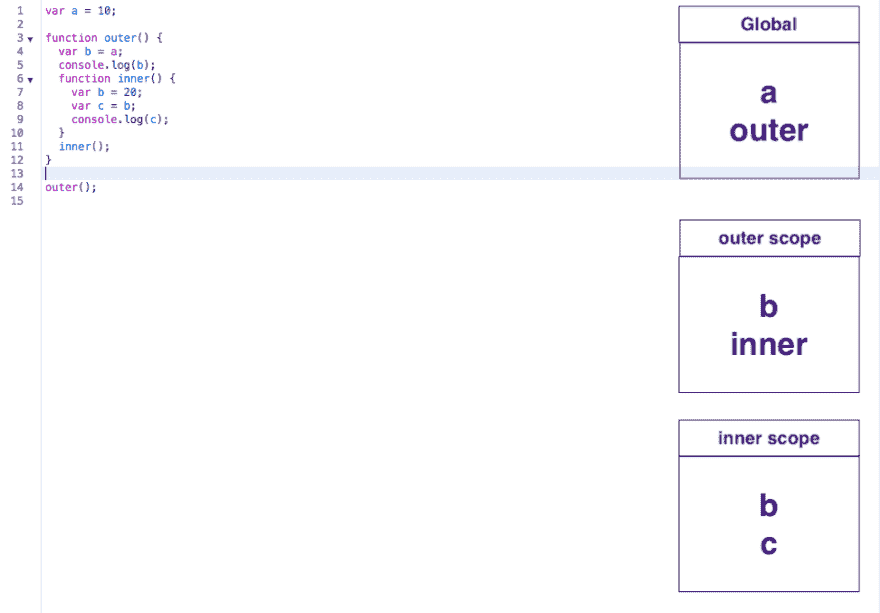 1 var a = 10;
2
3 function outer() {
4   var b = a;
5   console.log(b);
6   function inner() {
7     var b = 20;
8     var c = b;
9     console.log(c);
10   }
11   inner();
12 }
13
14 outer();
15
Global
a
outer
outer scope
b
inner
inner scope
b
c